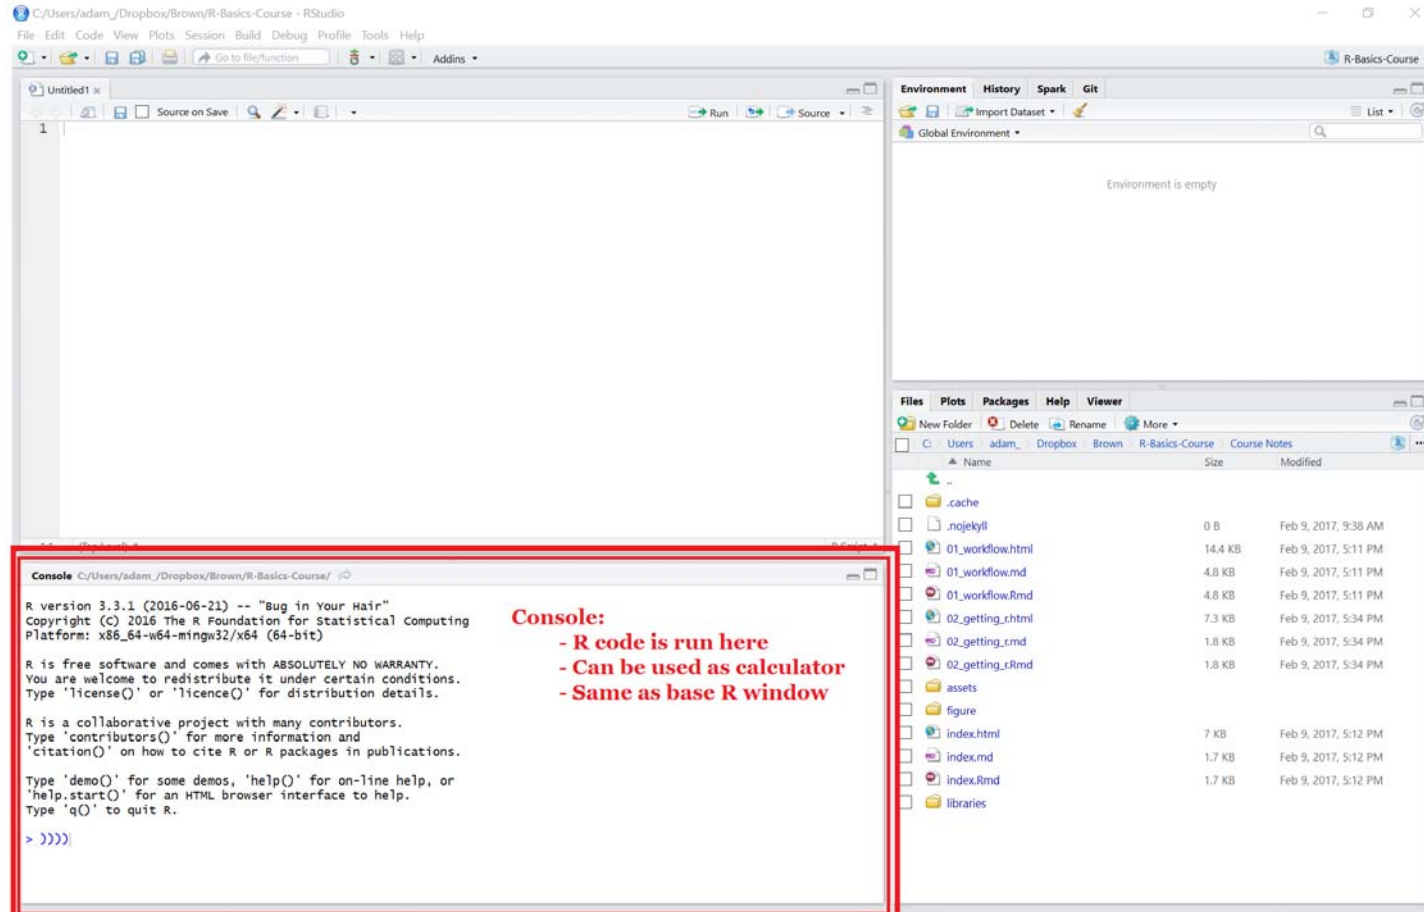 C:/Users/adam_/Dropbox/Brown/R-Basics-Course - RStudio
File Edit Code View Plots Session Build Debug Profile Tools Help
Go to file/function Addins R-Basics-Course
Untitled1
Source on Save Run Source
1
(Top Level) R Script
Console C:/Users/adam_/Dropbox/Brown/R-Basics-Course/
R version 3.3.1 (2016-06-21) -- "Bug in Your Hair"
Copyright (C) 2016 The R Foundation for Statistical Computing
Platform: x86_64-w64-mingw32/x64 (64-bit)
R is free software and comes with ABSOLUTELY NO WARRANTY.
You are welcome to redistribute it under certain conditions.
Type 'license()' or 'licence()' for distribution details.
R is a collaborative project with many contributors.
Type 'contributors()' for more information and
'citation()' on how to cite R or R packages in publications.
Type 'demo()' for some demos, 'help()' for on-line help, or
'help.start()' for an HTML browser interface to help.
Type 'q()' to quit R.
> ))))
Console:
- R code is run here
- Can be used as calculator
- Same as base R window
Environment History Spark Git
Import Dataset List
Global Environment
Environment is empty
Files Plots Packages Help Viewer
New Folder Delete Rename More
C: Users adam_ Dropbox Brown R-Basics-Course Course Notes
Name Size Modified
..
.cache
.nojekyll 0 B Feb 9, 2017, 9:38 AM
01_workflow.html 14.4 KB Feb 9, 2017, 5:11 PM
01_workflow.md 4.8 KB Feb 9, 2017, 5:11 PM
01_workflow.Rmd 4.8 KB Feb 9, 2017, 5:11 PM
02_getting_r.html 7.3 KB Feb 9, 2017, 5:34 PM
02_getting_r.md 1.8 KB Feb 9, 2017, 5:34 PM
02_getting_r.Rmd 1.8 KB Feb 9, 2017, 5:34 PM
assets
figure
index.html 7 KB Feb 9, 2017, 5:12 PM
index.md 1.7 KB Feb 9, 2017, 5:12 PM
index.Rmd 1.7 KB Feb 9, 2017, 5:12 PM
libraries